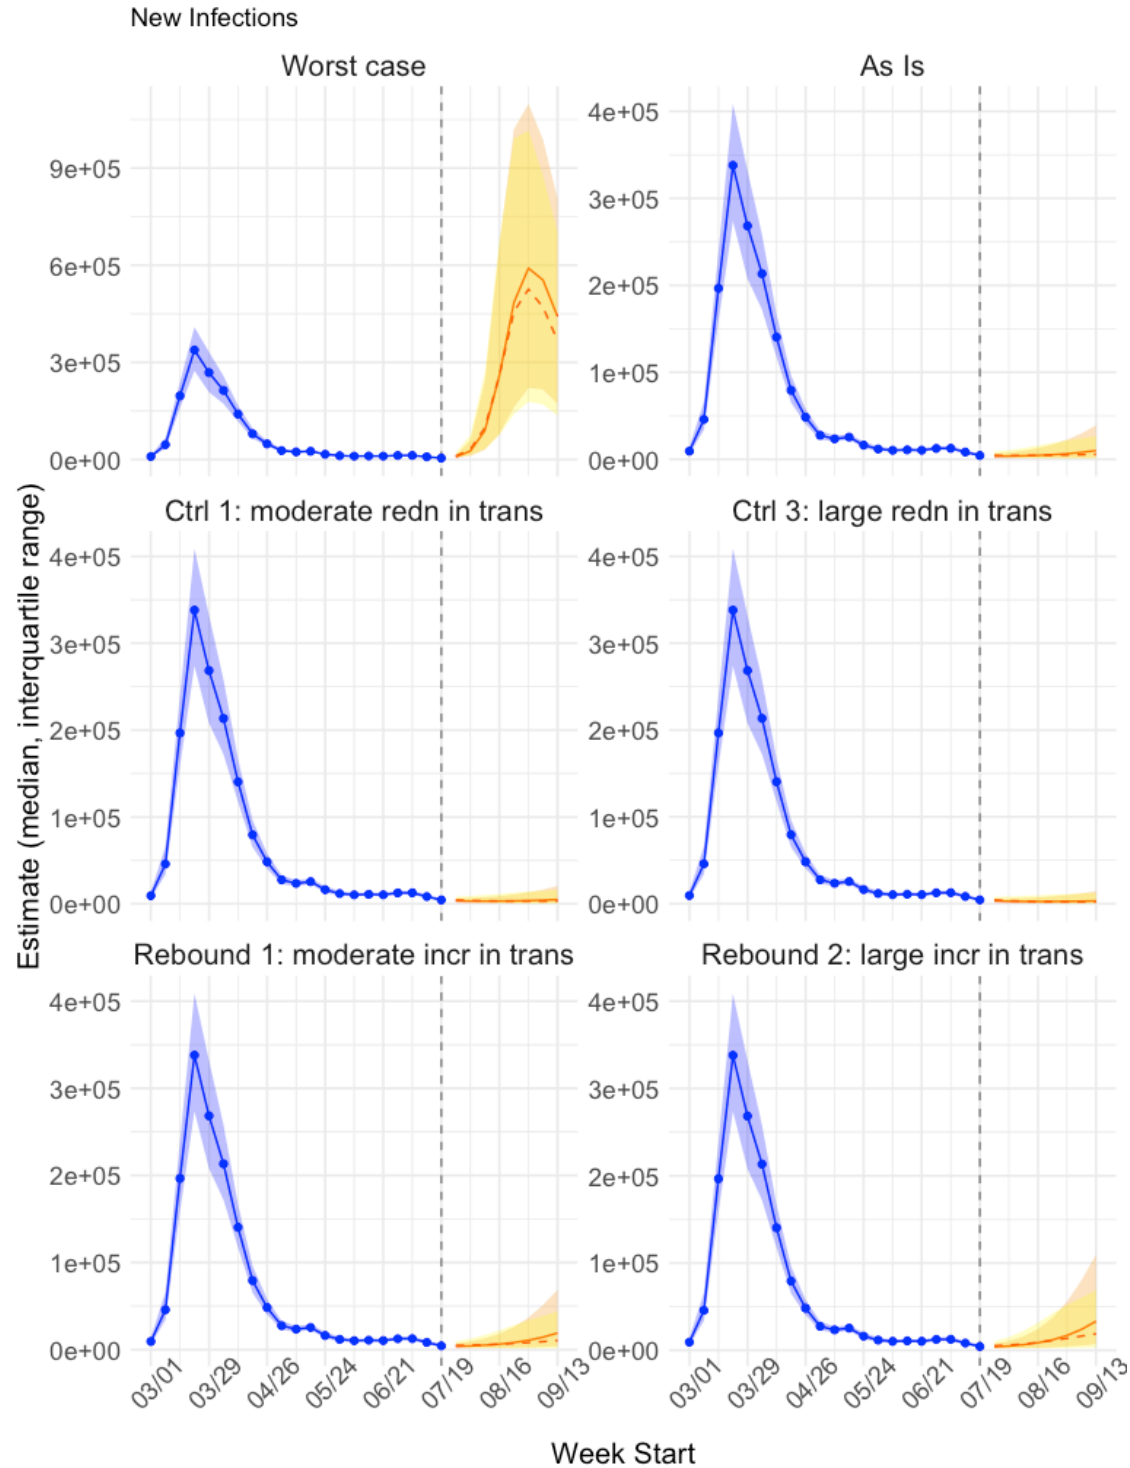 New Infections
Worst case
As Is
9e+05
6e+05
3e+05
0e+00
4e+05
3e+05
2e+05
1e+05
0e+00
Ctrl 1: moderate redn in trans
Ctrl 3: large redn in trans
4e+05
3e+05
2e+05
1e+05
0e+00
4e+05
3e+05
2e+05
1e+05
0e+00
Estimate (median, interquartile range)
Rebound 1: moderate incr in trans
Rebound 2: large incr in trans
4e+05
3e+05
2e+05
1e+05
0e+00
4e+05
3e+05
2e+05
1e+05
0e+00
03/01 03/29 04/26 05/24 06/21 07/19 08/16 09/13
03/01 03/29 04/26 05/24 06/21 07/19 08/16 09/13
Week Start